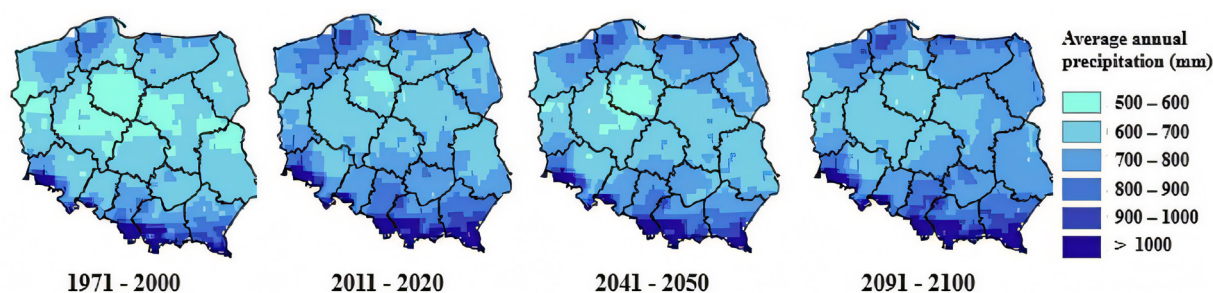 Average annual
precipitation (mm)
500 – 600
600 – 700
700 – 800
800 – 900
900 – 1000
> 1000
1971 - 2000
2011 - 2020
2041 - 2050
2091 - 2100